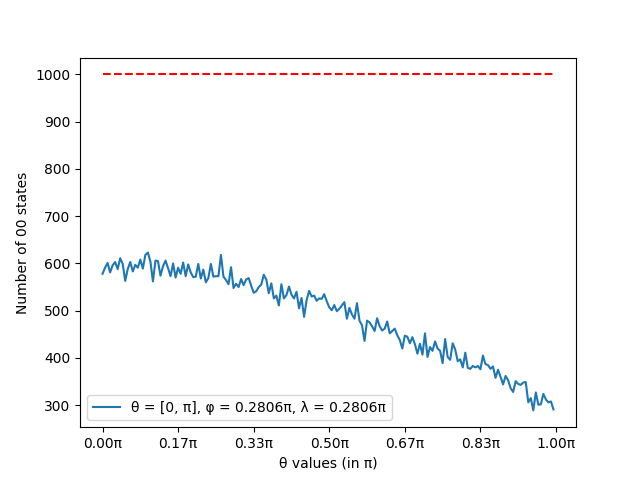 1000
900
800
700
600
500
400
300
Number of 00 states
θ = [0, π], φ = 0.2806π, λ = 0.2806π
0.00π 0.17π 0.33π 0.50π 0.67π 0.83π 1.00π
θ values (in π)